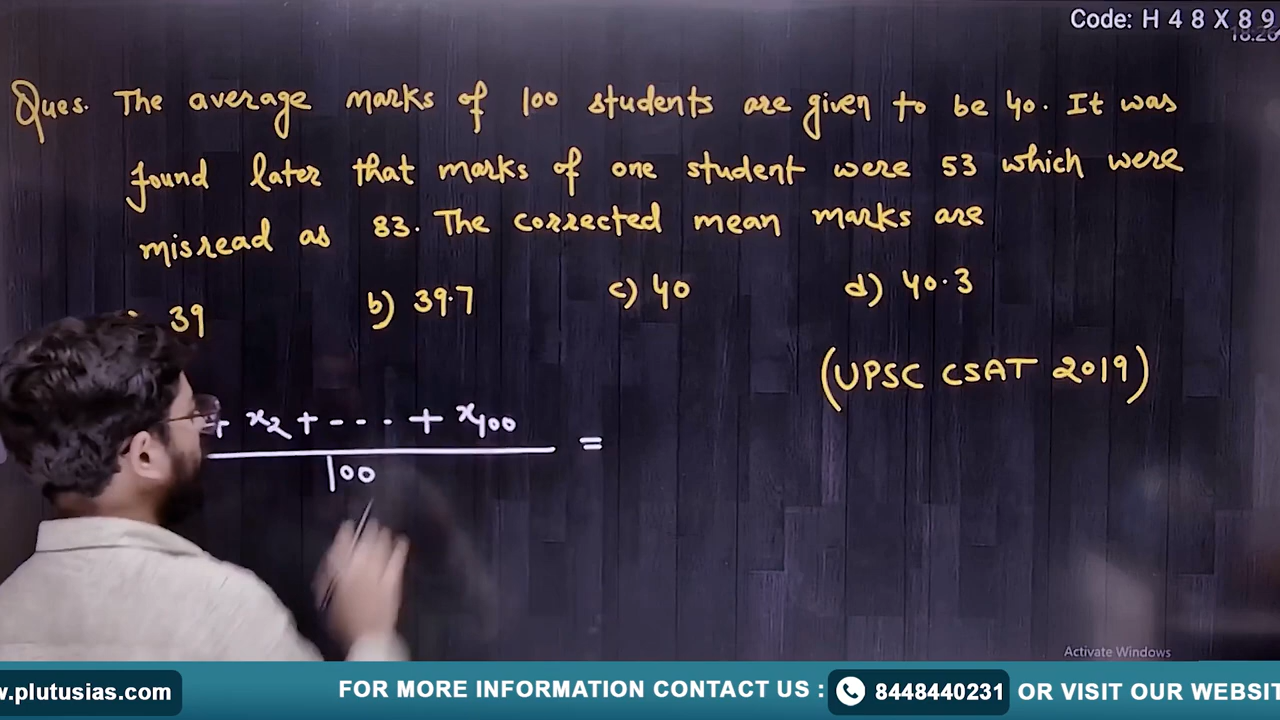 Code: H 4 8 X 8 9
18:26
Ques. The average marks of 100 students are given to be 40. It was
found later that marks of one student were 53 which were
misread as 83. The corrected mean marks are
39 b) 39.7 c) 40 d) 40.3
(UPSC CSAT 2019)
+ x₂ + - - - + x₁₀₀
=
100
Activate Windows
w.plutusias.com FOR MORE INFORMATION CONTACT US : 8448440231 OR VISIT OUR WEBSIT